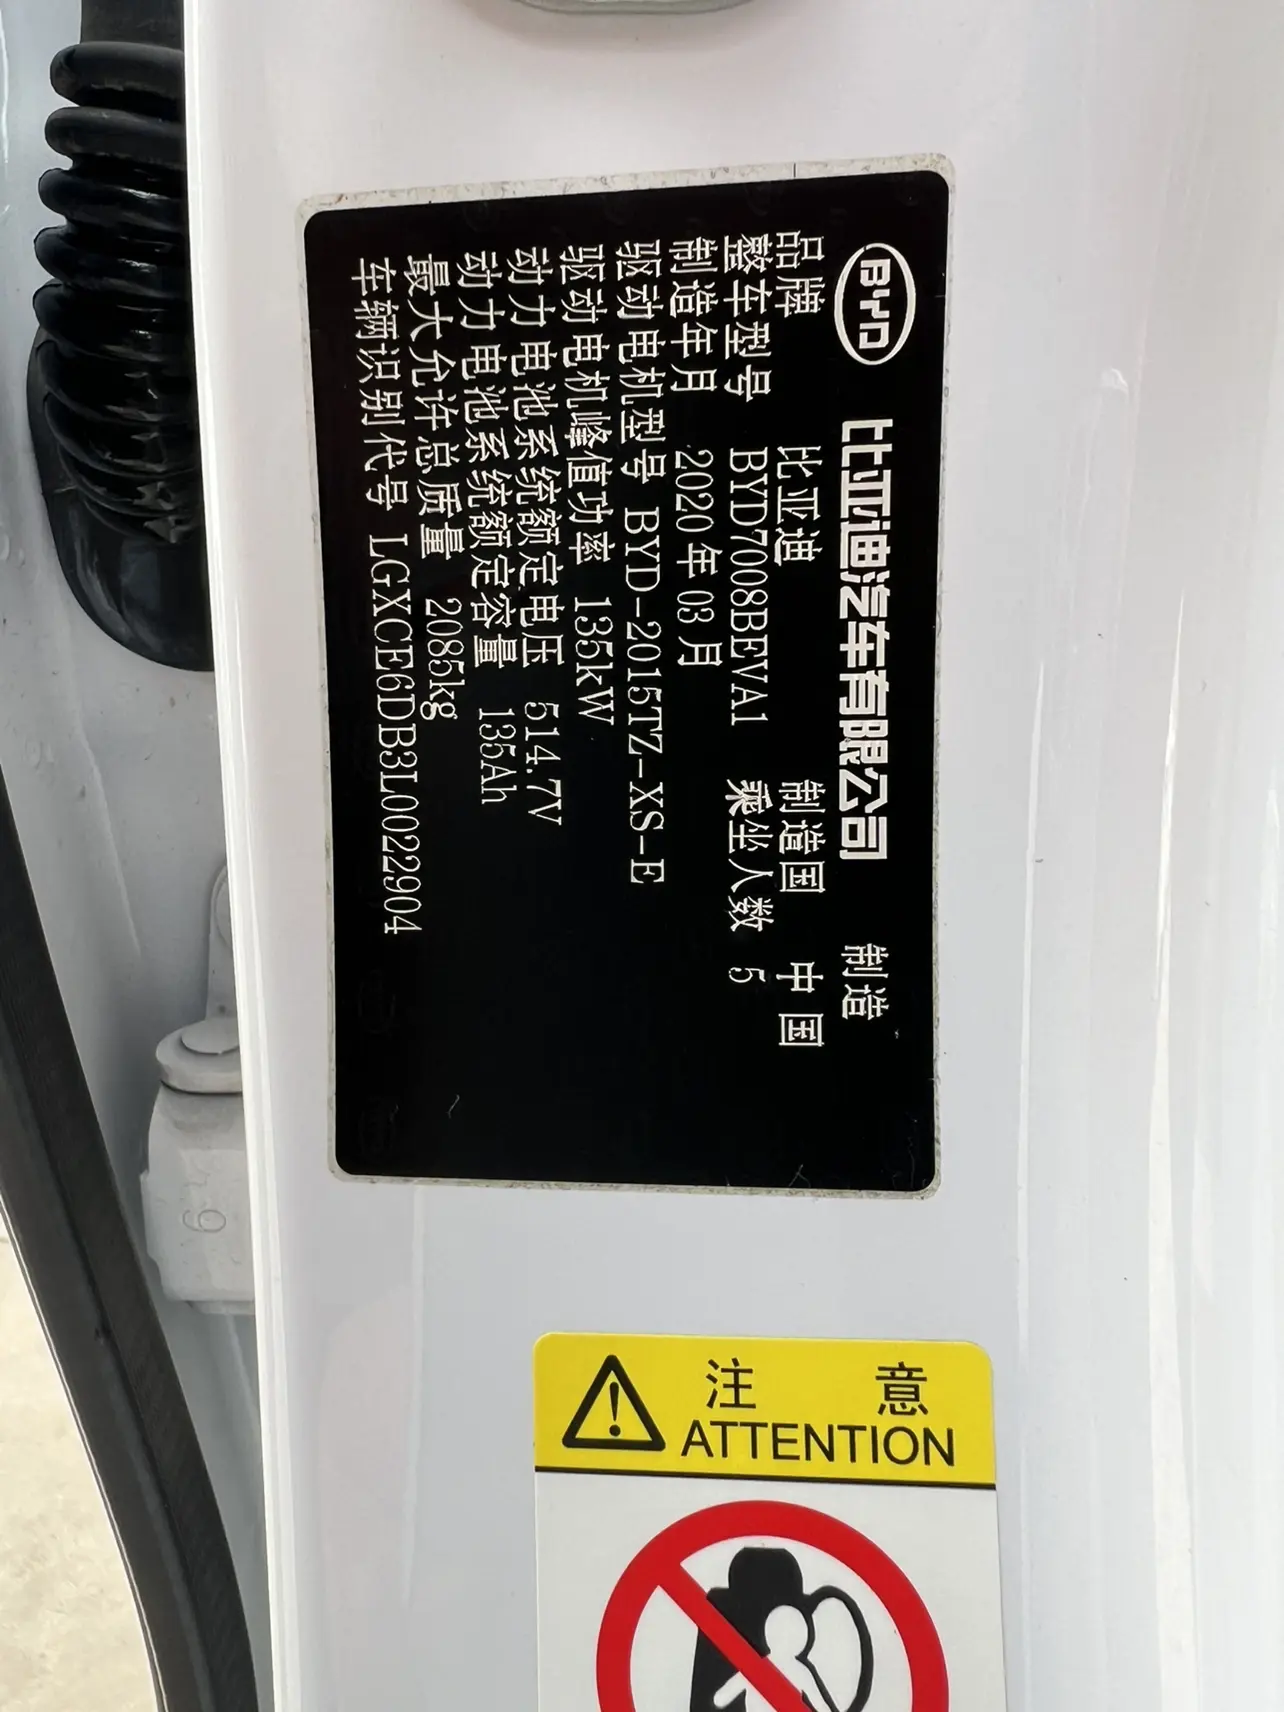 BYD 比亚迪汽车有限公司 制造
品牌 比亚迪 制造国 中国
整车型号 BYD7008BEVA1 乘坐人数 5
制造年月 2020年03月
驱动电机型号 BYD-2015TZ-XS-E
驱动电机峰值功率 135kW
动力电池系统额定电压 514.7V
动力电池系统额定容量 135Ah
最大允许总质量 2085kg
车辆识别代号 LGXCE6DB3L0022904
注 意
ATTENTION
6